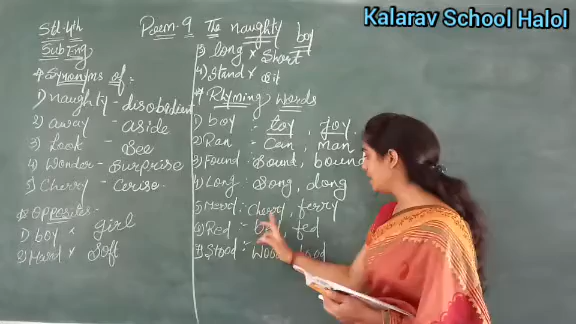 Kalarav School Halol
Std-4th
Sub Eng
Poem-9 The naughty boy
* Synonyms of :-
1) naughty - disobedient
2) away - aside
3) Look - See
4) Wonder - Surprise
5) Cherry - Cerise
* Opposites -
1) boy × girl
2) Hard × Soft
3) long × Short
4) Stand × Sit
* Rhyming Words
1) boy :- toy, joy
2) Ran :- Can, man
3) Found : Sound, bound
4) Long : Song, dong
5) : Cherry, ferry
6) Red :- ted
7) Stood :- Wood,